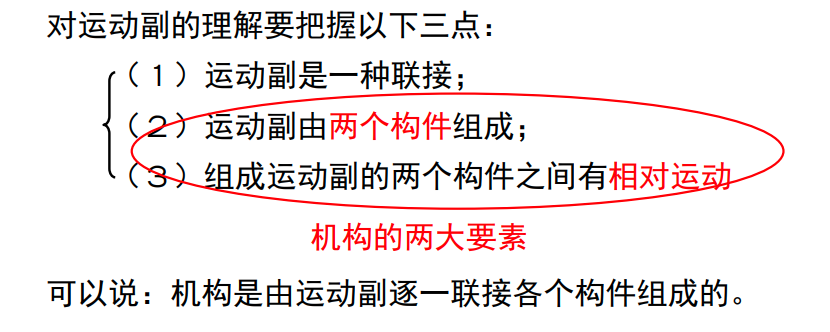 对运动副的理解要把握以下三点：
（１）运动副是一种联接；
（２）运动副由两个构件组成；
（３）组成运动副的两个构件之间有相对运动
机构的两大要素
可以说：机构是由运动副逐一联接各个构件组成的。